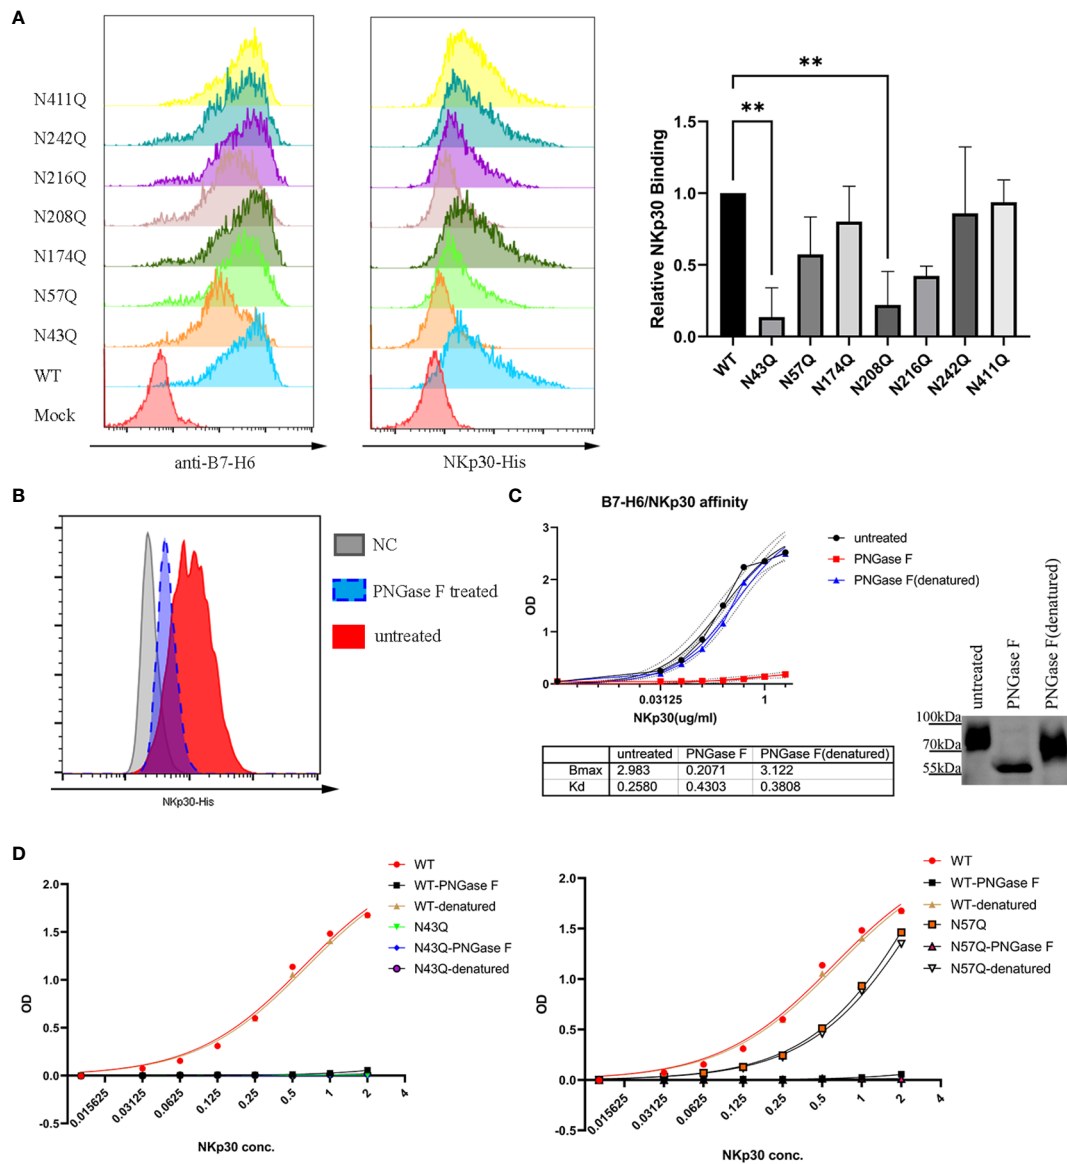 A
N411Q
N242Q
N216Q
N208Q
N174Q
N57Q
N43Q
WT
Mock
anti-B7-H6
NKp30-His
**
**
Relative NKp30 Binding
1.5
1.0
0.5
0.0
WT
N43Q
N57Q
N174Q
N208Q
N216Q
N242Q
N411Q
B
NC
PNGase F treated
untreated
NKp30-His
C
B7-H6/NKp30 affinity
OD
3
2
1
0
0.03125
1
NKp30(ug/ml)
untreated
PNGase F
PNGase F(denatured)
untreated PNGase F PNGase F(denatured)
Bmax 2.983 0.2071 3.122
Kd 0.2580 0.4303 0.3808
untreated
PNGase F
PNGase F(denatured)
100kDa
70kDa
55kDa
D
OD
2.0
1.5
1.0
0.5
0.0
-0.5
0.015625
0.03125
0.0625
0.125
0.25
0.5
1
2
4
NKp30 conc.
WT
WT-PNGase F
WT-denatured
N43Q
N43Q-PNGase F
N43Q-denatured
OD
2.0
1.5
1.0
0.5
0.0
-0.5
0.015625
0.03125
0.0625
0.125
0.25
0.5
1
2
4
NKp30 conc.
WT
WT-PNGase F
WT-denatured
N57Q
N57Q-PNGase F
N57Q-denatured